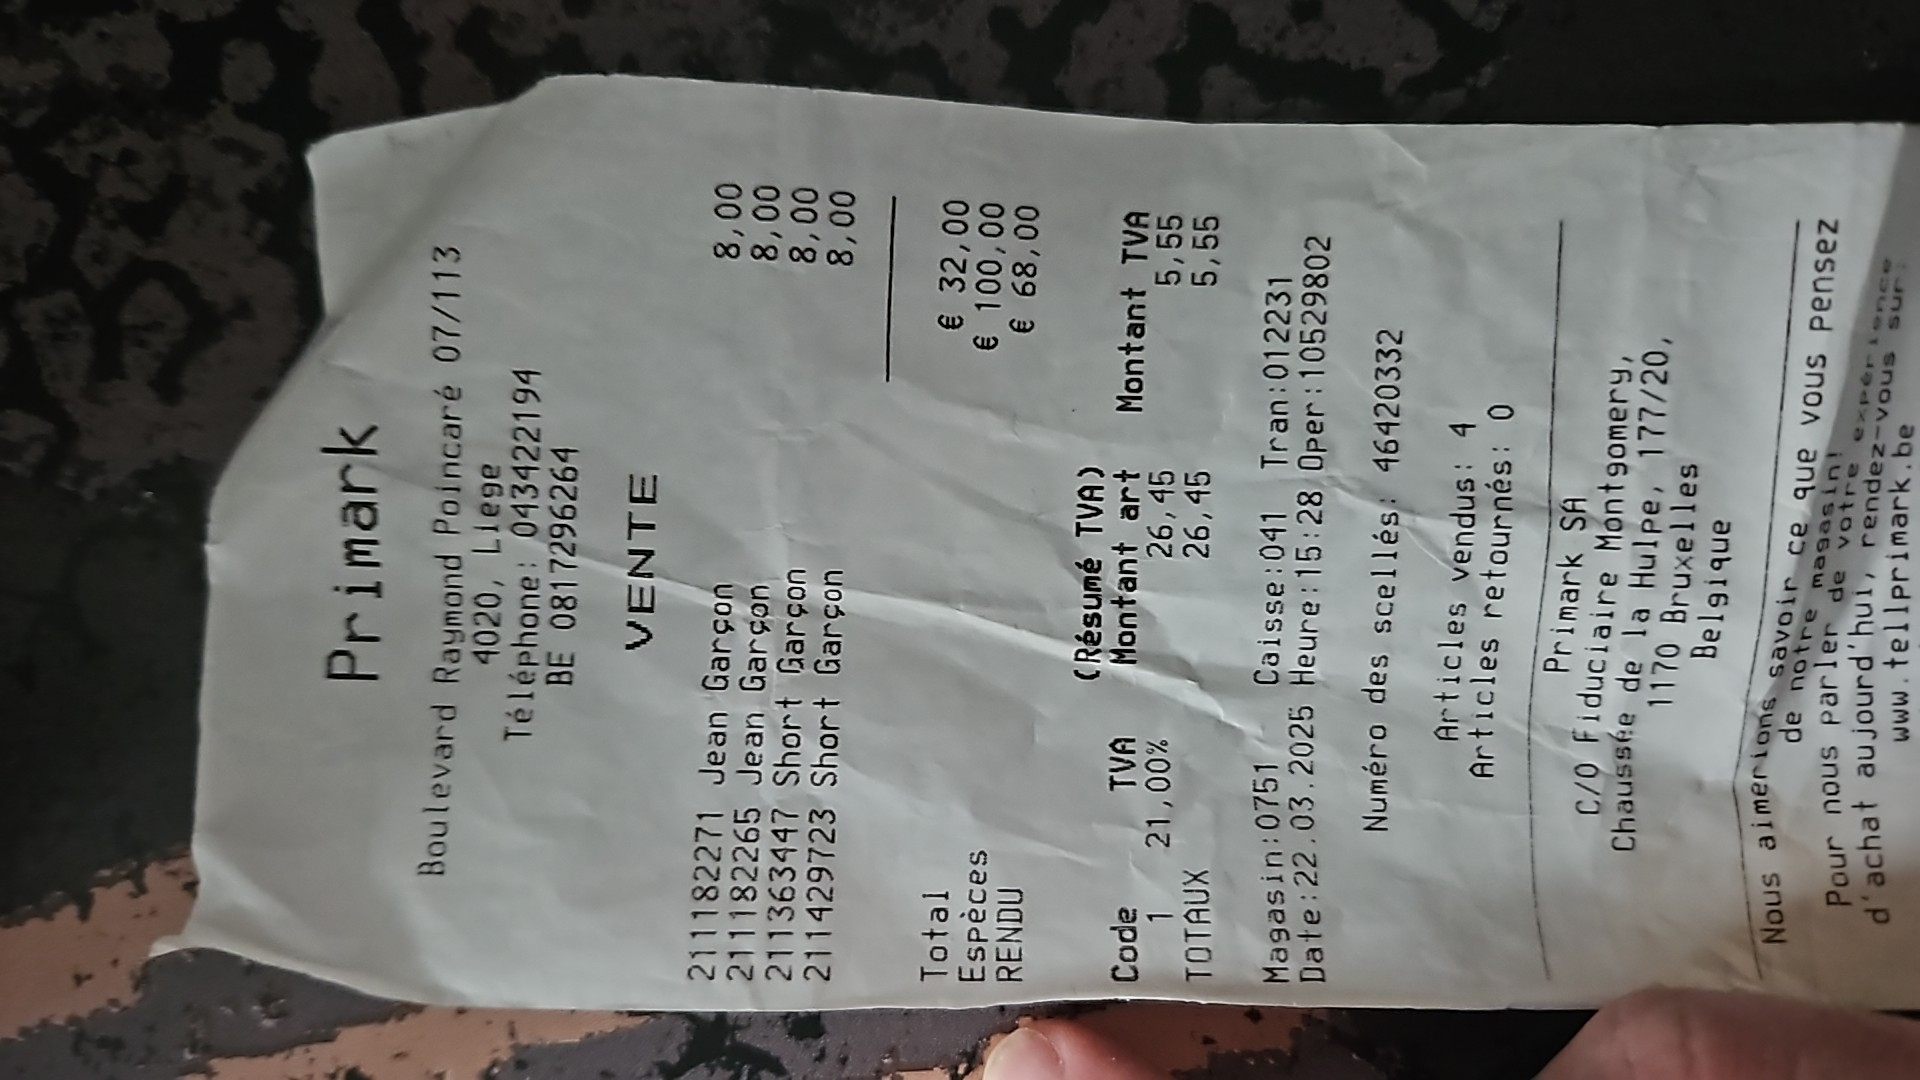 Primark
Boulevard Raymond Poincaré 07/113
4020, Liege
Téléphone: 043422194
BE 0817296264
VENTE
211182271 Jean Garçon 8,00
211182265 Jean Garçon 8,00
211363447 Short Garçon 8,00
211429723 Short Garçon 8,00
Total € 32,00
Espèces € 100,00
RENDU € 68,00
(Résumé TVA)
Code TVA Montant art Montant TVA
1 21,00% 26,45 5,55
TOTAUX 26,45 5,55
Magasin:0751 Caisse:041 Tran:012231
Date:22.03.2025 Heure:15:28 Oper:10529802
Numéro des scellés: 46420332
Articles vendus: 4
Articles retournés: 0
Primark SA
C/O Fiduciaire Montgomery,
Chaussée de la Hulpe, 177/20,
1170 Bruxelles
Belgique
Nous aimerions savoir ce que vous pensez
de notre magasin!
Pour nous parler de votre expérience
d'achat aujourd'hui, rendez-vous sur:
www.tellprimark.be